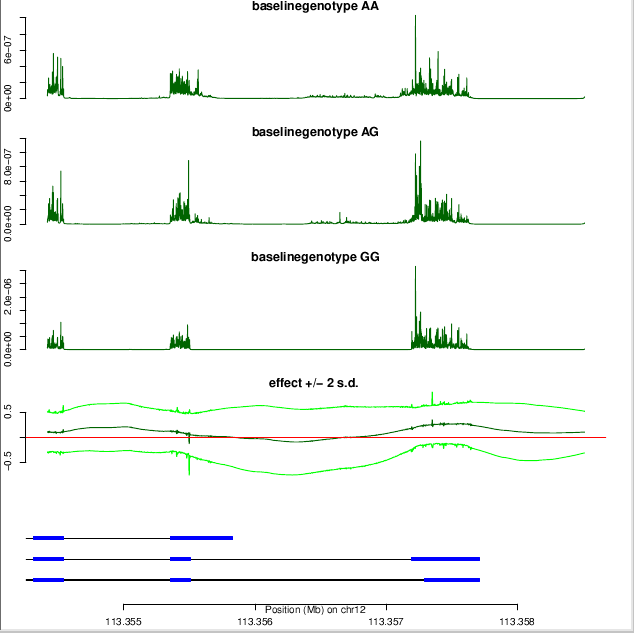 baselinegenotype AA
6e−07
0e+00
baselinegenotype AG
8.0e−07
0.0e+00
baselinegenotype GG
2.0e−06
0.0e+00
effect +/− 2 s.d.
0.5
−0.5
Position (Mb) on chr12
113.355 113.356 113.357 113.358